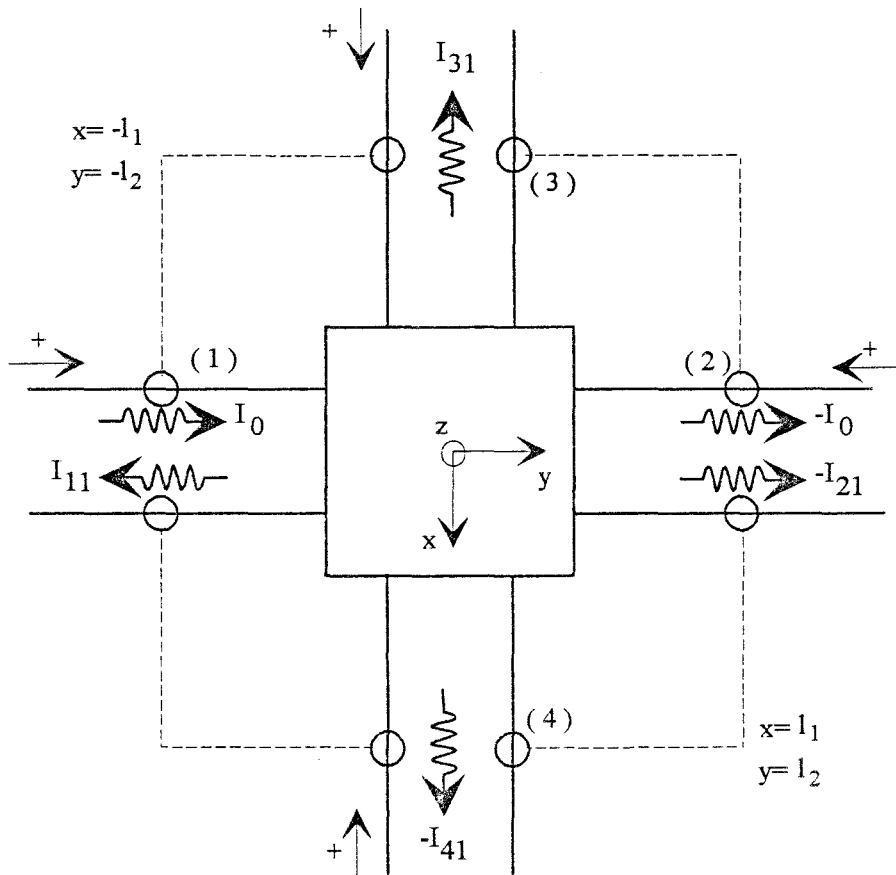 +
I₃₁
x= -l₁
y= -l₂
(3)
+
(1)
(2)
+
I₀
-I₀
z
I₁₁
y
-I₂₁
x
(4)
x= l₁
y= l₂
+
-I₄₁